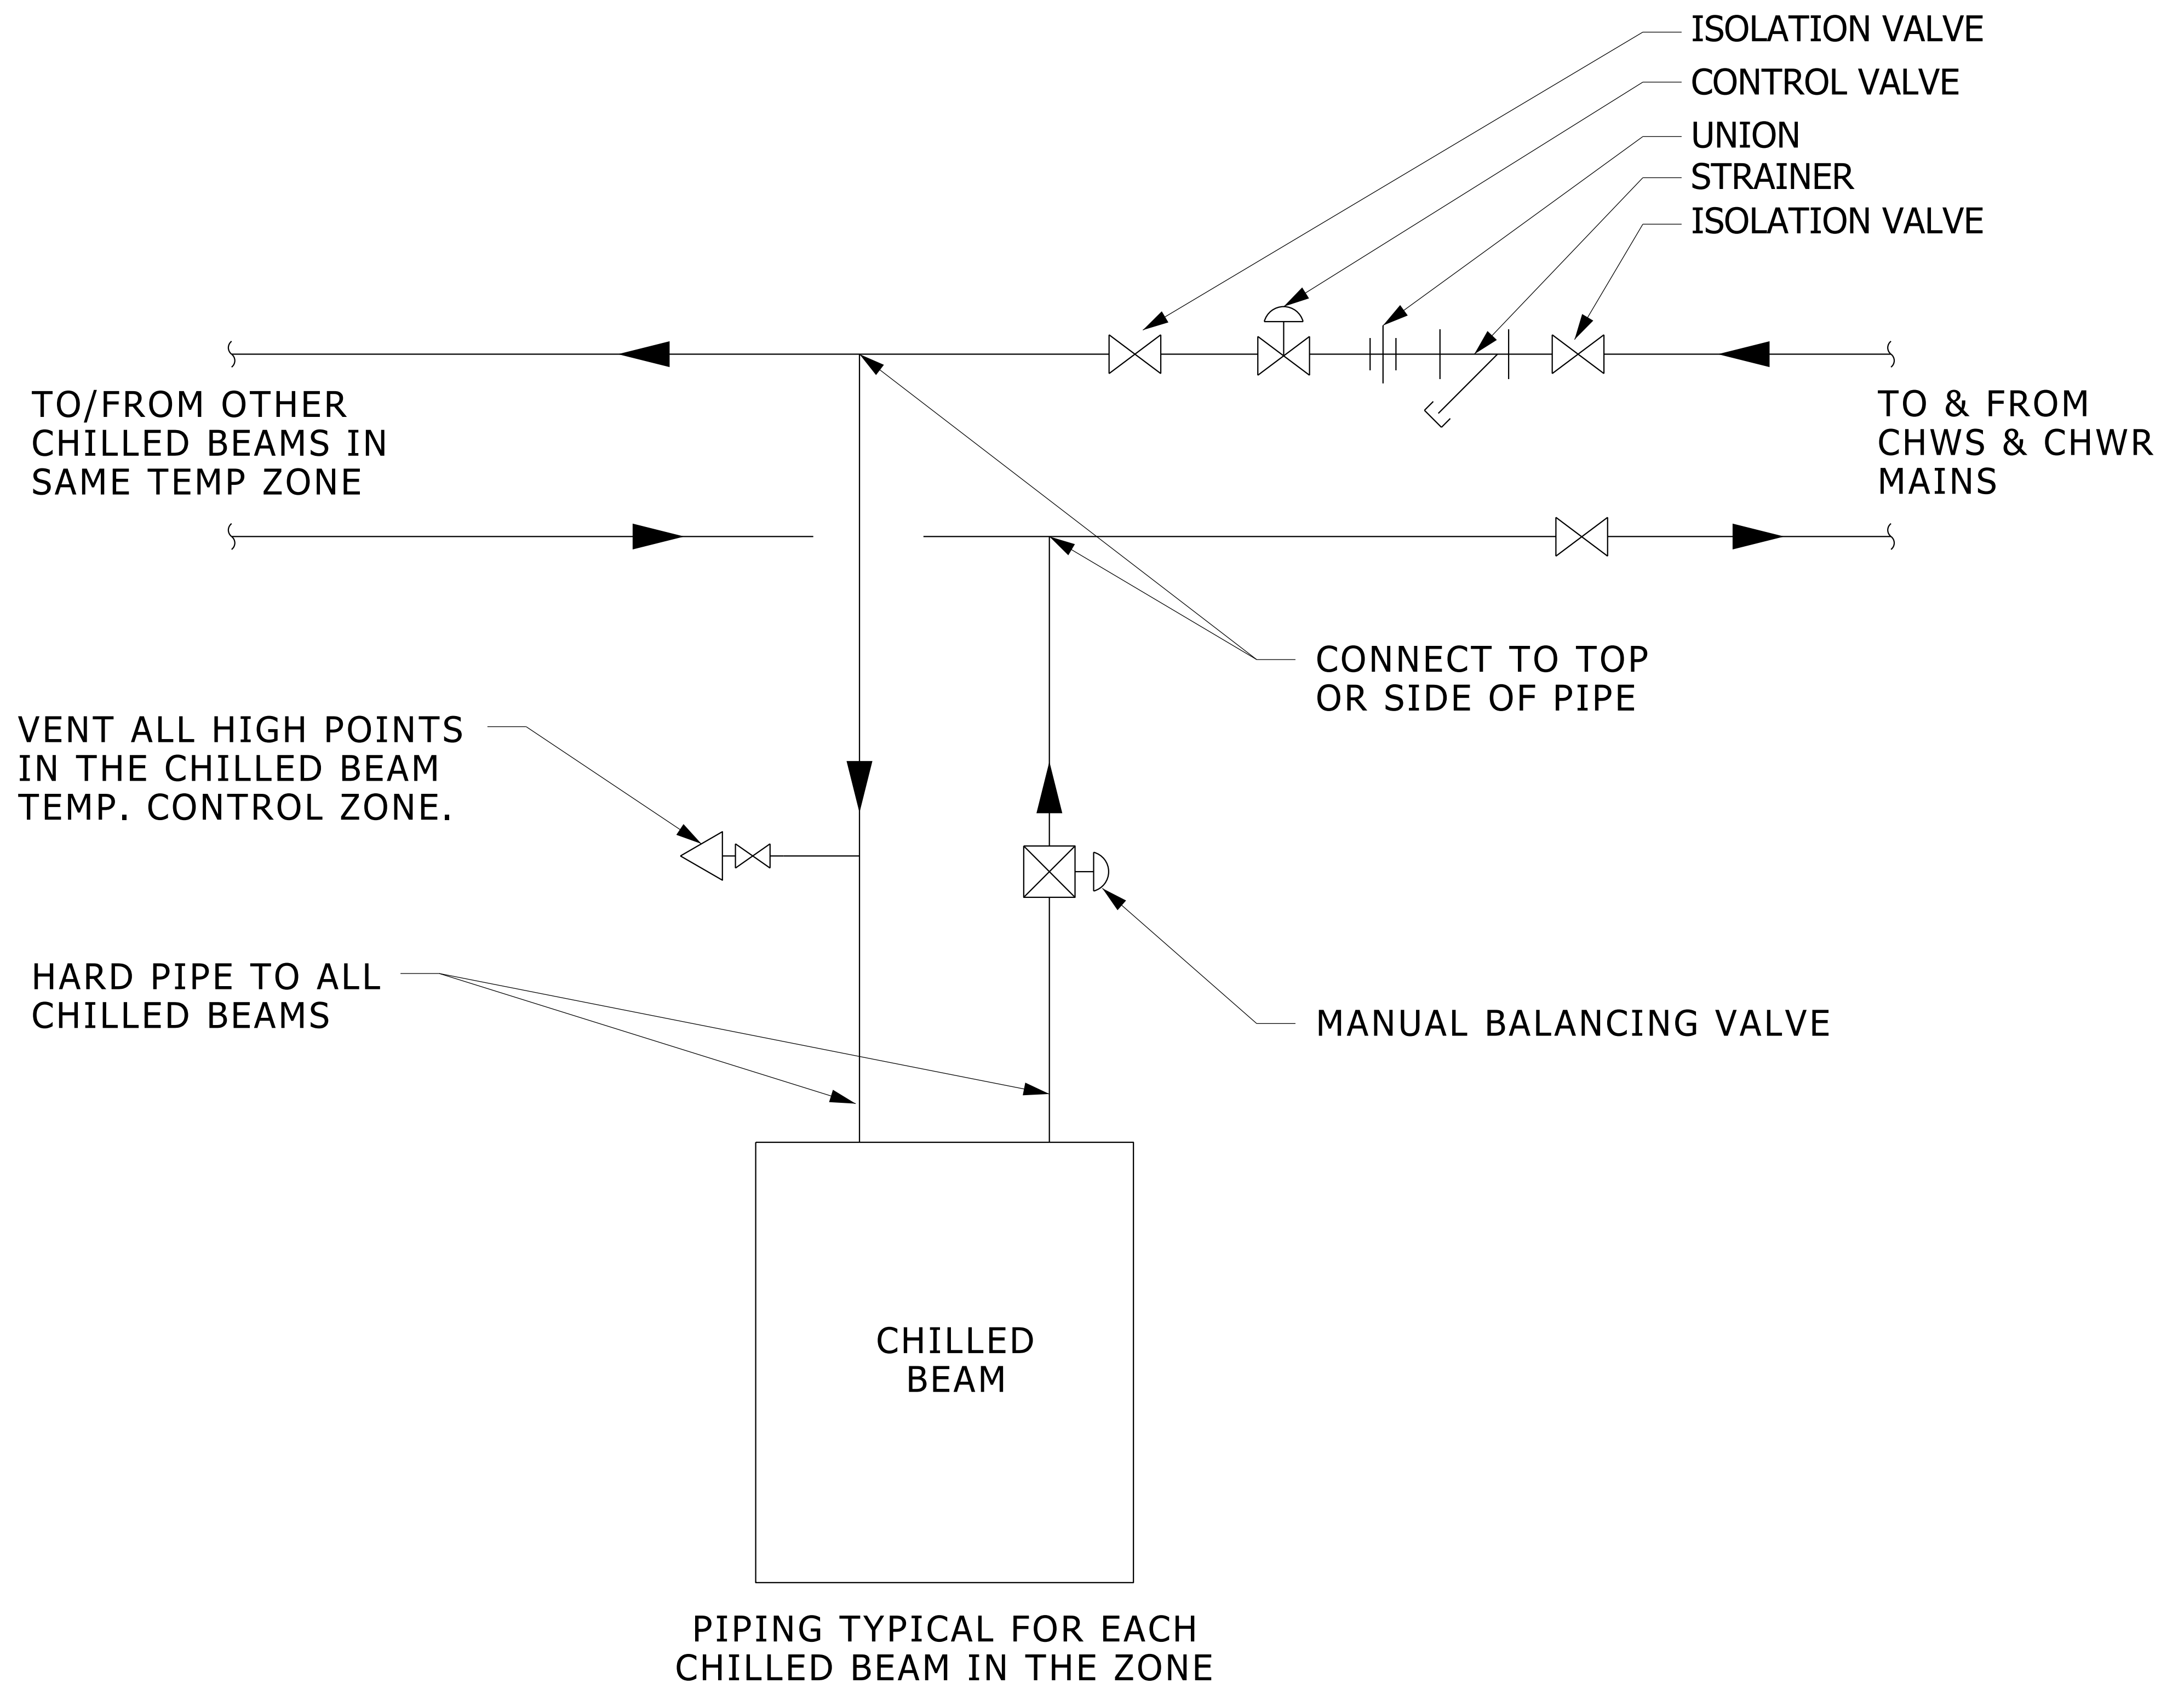 ISOLATION VALVE
CONTROL VALVE
UNION
STRAINER
ISOLATION VALVE
TO/FROM OTHER
CHILLED BEAMS IN
SAME TEMP ZONE
TO & FROM
CHWS & CHWR
MAINS
CONNECT TO TOP
OR SIDE OF PIPE
VENT ALL HIGH POINTS
IN THE CHILLED BEAM
TEMP. CONTROL ZONE.
HARD PIPE TO ALL
CHILLED BEAMS
MANUAL BALANCING VALVE
CHILLED
BEAM
PIPING TYPICAL FOR EACH
CHILLED BEAM IN THE ZONE